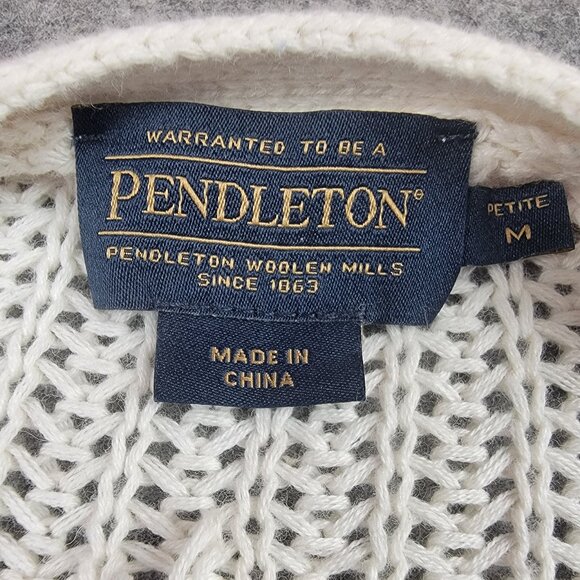 WARRANTED TO BE A
PENDLETON®
PENDLETON WOOLEN MILLS
SINCE 1863
PETITE
M
MADE IN
CHINA